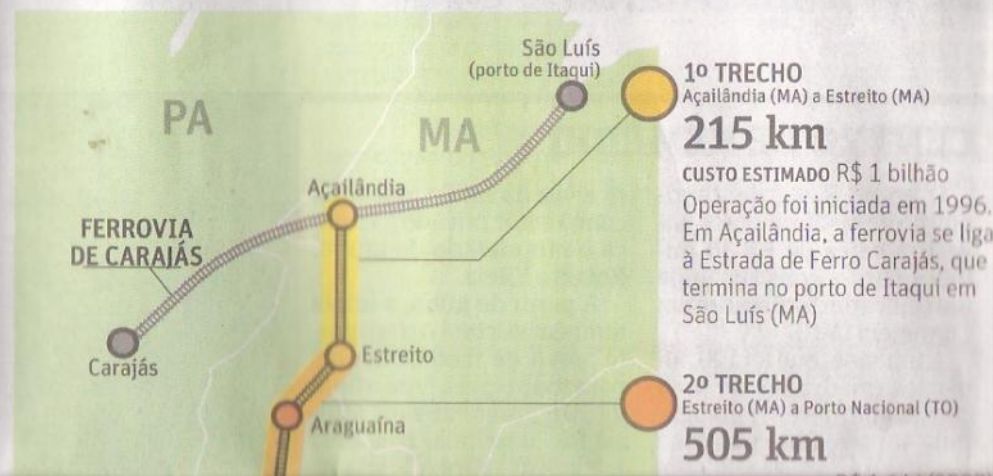 São Luís
(porto de Itaqui)
PA
MA
Açailândia
FERROVIA
DE CARAJÁS
Carajás
Estreito
Araguaína
1º TRECHO
Açailândia (MA) a Estreito (MA)
215 km
CUSTO ESTIMADO R$ 1 bilhão
Operação foi iniciada em 1996.
Em Açailândia, a ferrovia se liga
à Estrada de Ferro Carajás, que
termina no porto de Itaqui em
São Luís (MA)
2º TRECHO
Estreito (MA) a Porto Nacional (TO)
505 km